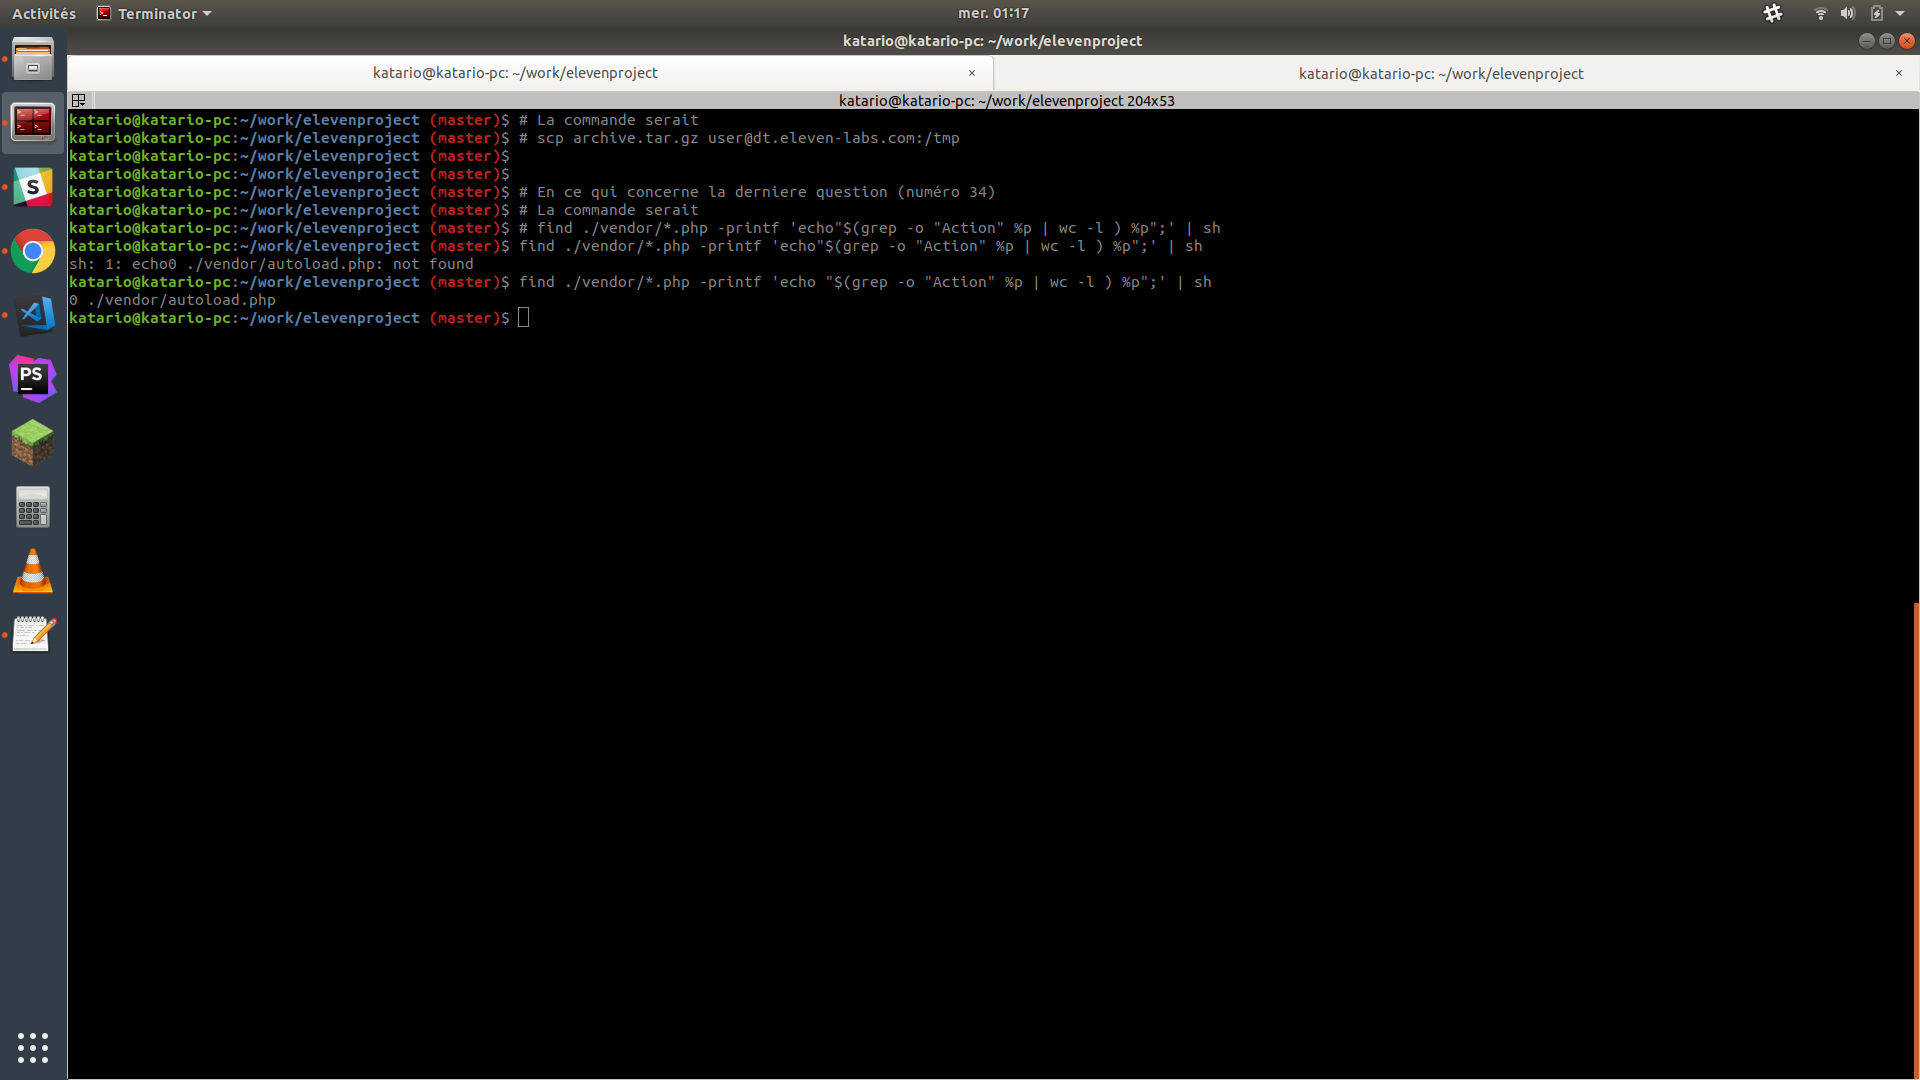 Activités Terminator mer. 01:17
katario@katario-pc: ~/work/elevenproject
katario@katario-pc: ~/work/elevenproject × katario@katario-pc: ~/work/elevenproject ×
katario@katario-pc: ~/work/elevenproject 204x53
katario@katario-pc:~/work/elevenproject (master)$ # La commande serait
katario@katario-pc:~/work/elevenproject (master)$ # scp archive.tar.gz user@dt.eleven-labs.com:/tmp
katario@katario-pc:~/work/elevenproject (master)$
katario@katario-pc:~/work/elevenproject (master)$
katario@katario-pc:~/work/elevenproject (master)$ # En ce qui concerne la derniere question (numéro 34)
katario@katario-pc:~/work/elevenproject (master)$ # La commande serait
katario@katario-pc:~/work/elevenproject (master)$ # find ./vendor/*.php -printf 'echo"$(grep -o "Action" %p | wc -l ) %p";' | sh
katario@katario-pc:~/work/elevenproject (master)$ find ./vendor/*.php -printf 'echo"$(grep -o "Action" %p | wc -l ) %p";' | sh
sh: 1: echo0 ./vendor/autoload.php: not found
katario@katario-pc:~/work/elevenproject (master)$ find ./vendor/*.php -printf 'echo "$(grep -o "Action" %p | wc -l ) %p";' | sh
0 ./vendor/autoload.php
katario@katario-pc:~/work/elevenproject (master)$
S
PS